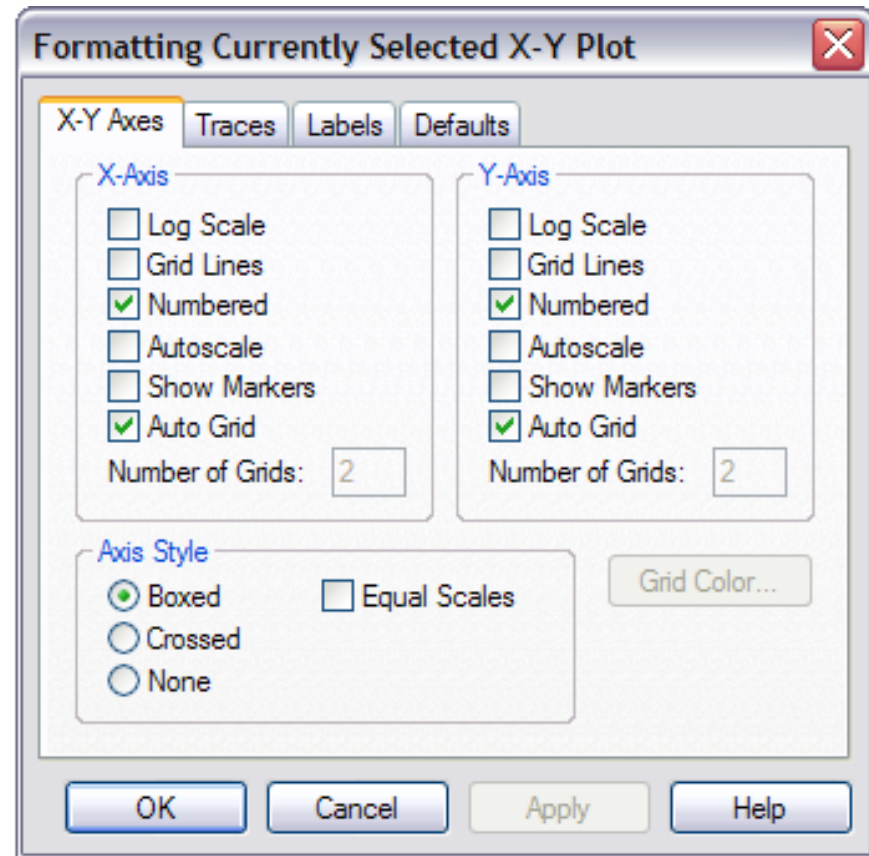 Formatting Currently Selected X-Y Plot
X-Y Axes Traces Labels Defaults
X-Axis
Log Scale
Grid Lines
Numbered
Autoscale
Show Markers
Auto Grid
Number of Grids: 2
Y-Axis
Log Scale
Grid Lines
Numbered
Autoscale
Show Markers
Auto Grid
Number of Grids: 2
Axis Style
Boxed Equal Scales
Crossed
None
Grid Color...
OK Cancel Apply Help